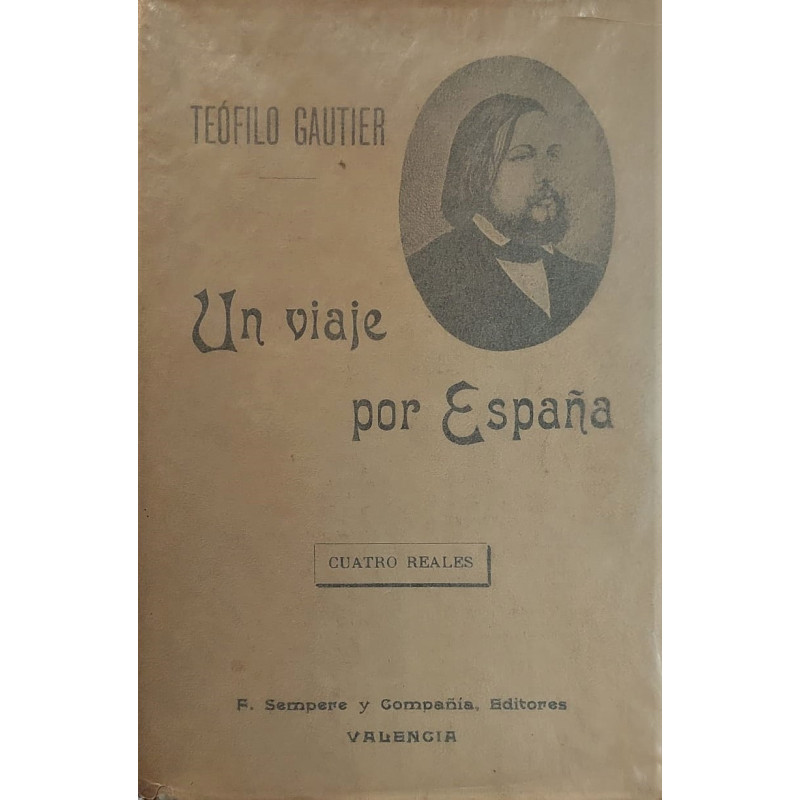 TEÓFILO GAUTIER
Un viaje
por España
CUATRO REALES
F. Sempere y Compañía, Editores
VALENCIA